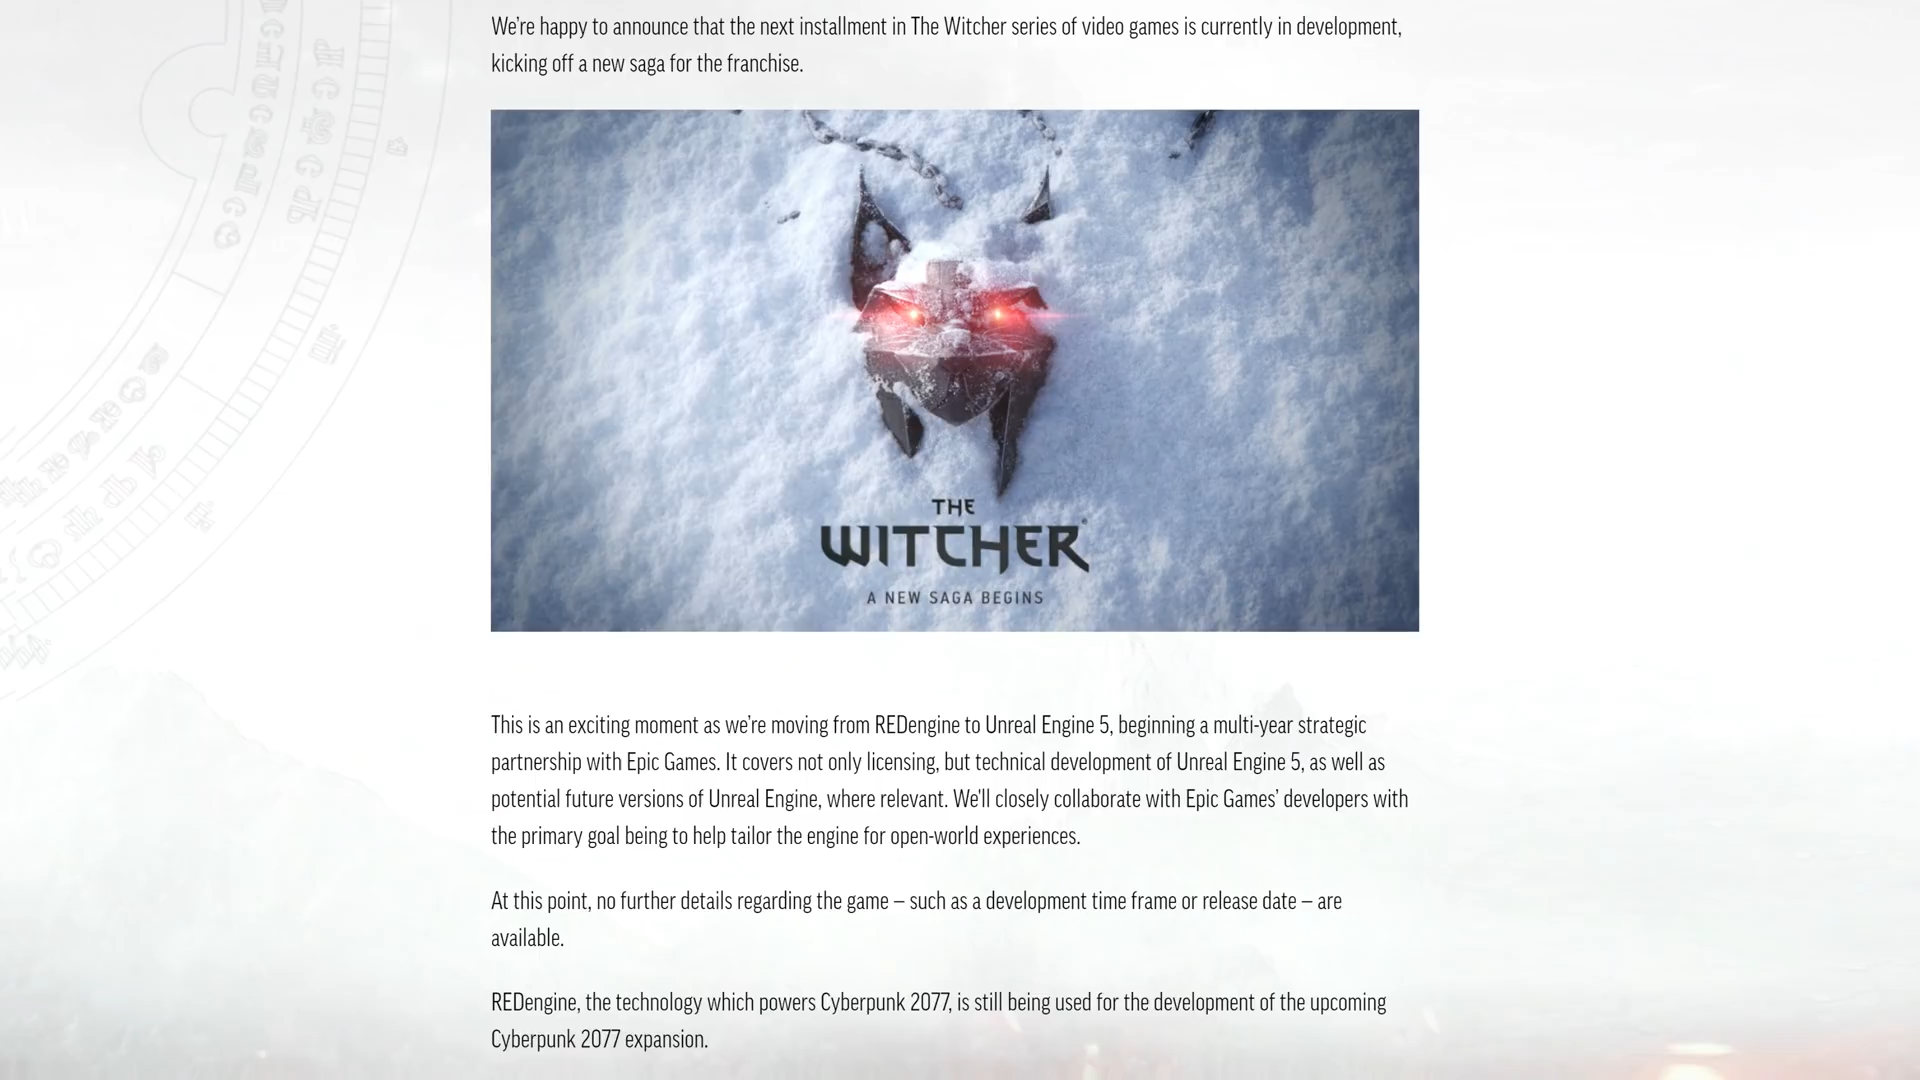 We’re happy to announce that the next installment in The Witcher series of video games is currently in development,
kicking off a new saga for the franchise.
THE
WITCHER®
A NEW SAGA BEGINS
This is an exciting moment as we’re moving from REDengine to Unreal Engine 5, beginning a multi-year strategic
partnership with Epic Games. It covers not only licensing, but technical development of Unreal Engine 5, as well as
potential future versions of Unreal Engine, where relevant. We'll closely collaborate with Epic Games’ developers with
the primary goal being to help tailor the engine for open-world experiences.
At this point, no further details regarding the game – such as a development time frame or release date – are
available.
REDengine, the technology which powers Cyberpunk 2077, is still being used for the development of the upcoming
Cyberpunk 2077 expansion.